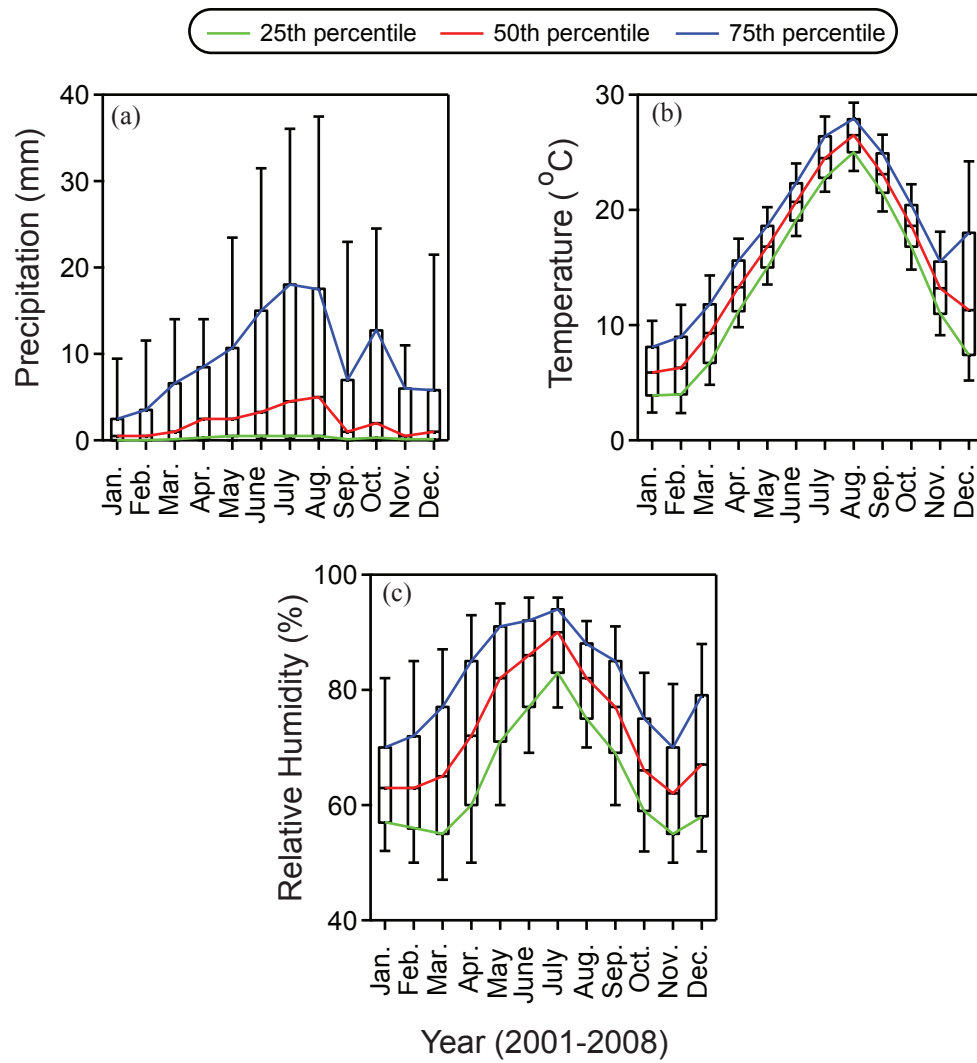 25th percentile 50th percentile 75th percentile
(a)
Precipitation (mm)
40
30
20
10
0
Jan. Feb. Mar. Apr. May June July Aug. Sep. Oct. Nov. Dec.
(b)
Temperature (°C)
30
20
10
0
Jan. Feb. Mar. Apr. May June July Aug. Sep. Oct. Nov. Dec.
(c)
Relative Humidity (%)
100
80
60
40
Jan. Feb. Mar. Apr. May June July Aug. Sep. Oct. Nov. Dec.
Year (2001-2008)